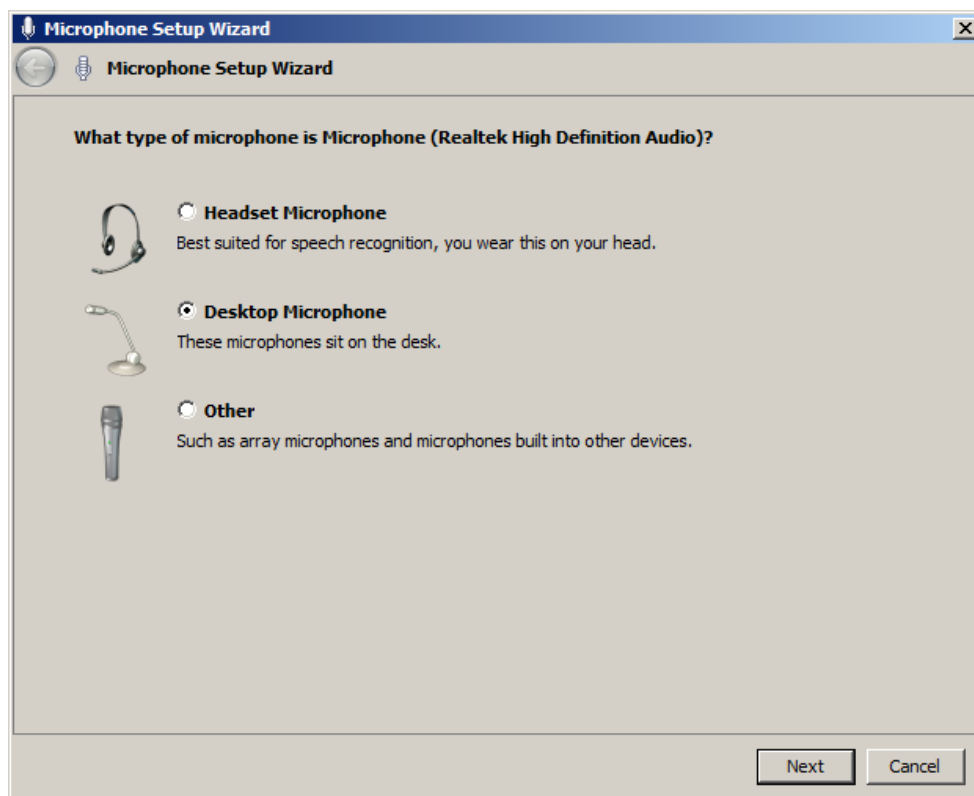 Microphone Setup Wizard
Microphone Setup Wizard
What type of microphone is Microphone (Realtek High Definition Audio)?
Headset Microphone
Best suited for speech recognition, you wear this on your head.
Desktop Microphone
These microphones sit on the desk.
Other
Such as array microphones and microphones built into other devices.
Next Cancel